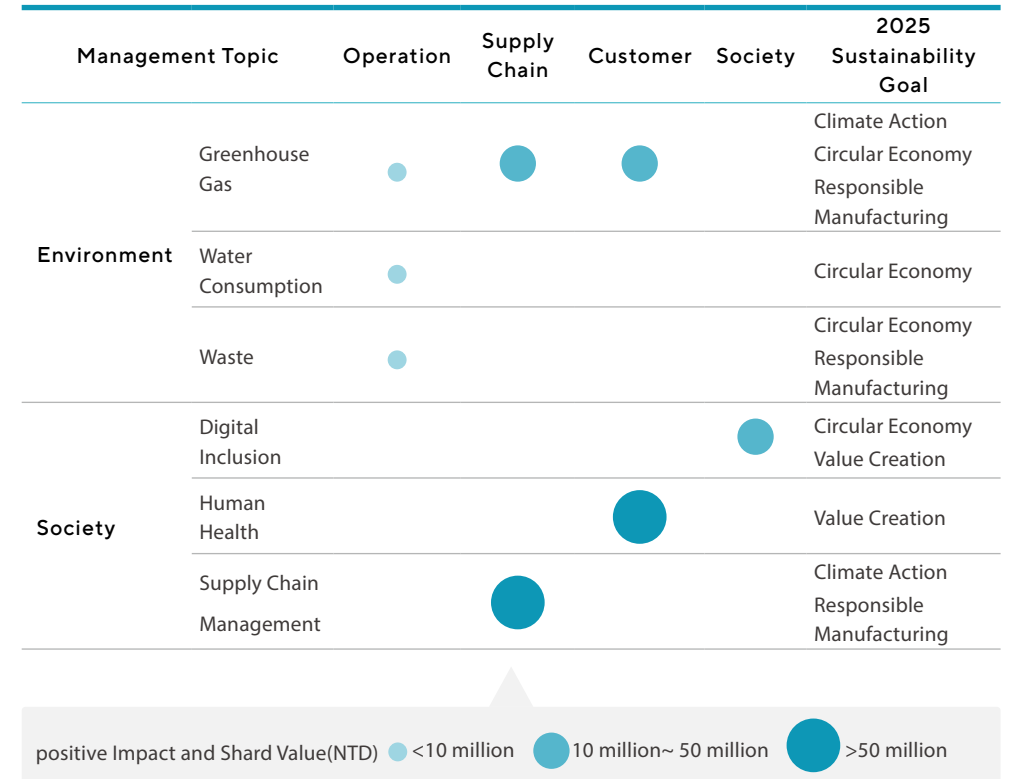 Management Topic
Operation
Supply
Chain
Customer
Society
2025
Sustainability
Goal
Environment
Greenhouse
Gas
Climate Action
Circular Economy
Responsible
Manufacturing
Water
Consumption
Circular Economy
Waste
Circular Economy
Responsible
Manufacturing
Society
Digital
Inclusion
Circular Economy
Value Creation
Human
Health
Value Creation
Supply Chain
Management
Climate Action
Responsible
Manufacturing
positive Impact and Shard Value(NTD) <10 million 10 million~ 50 million >50 million